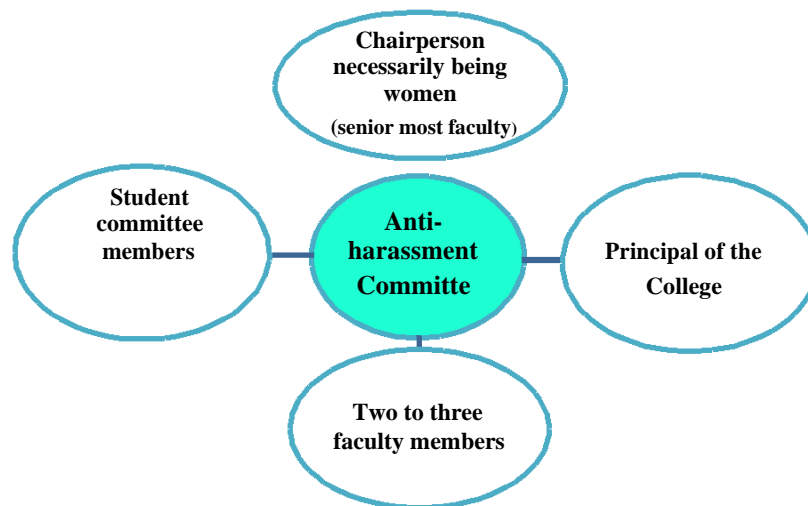 Chairperson
necessarily being
women
(senior most faculty)
Student
committee
members
Anti-
harassment
Committe
Principal of the
College
Two to three
faculty members